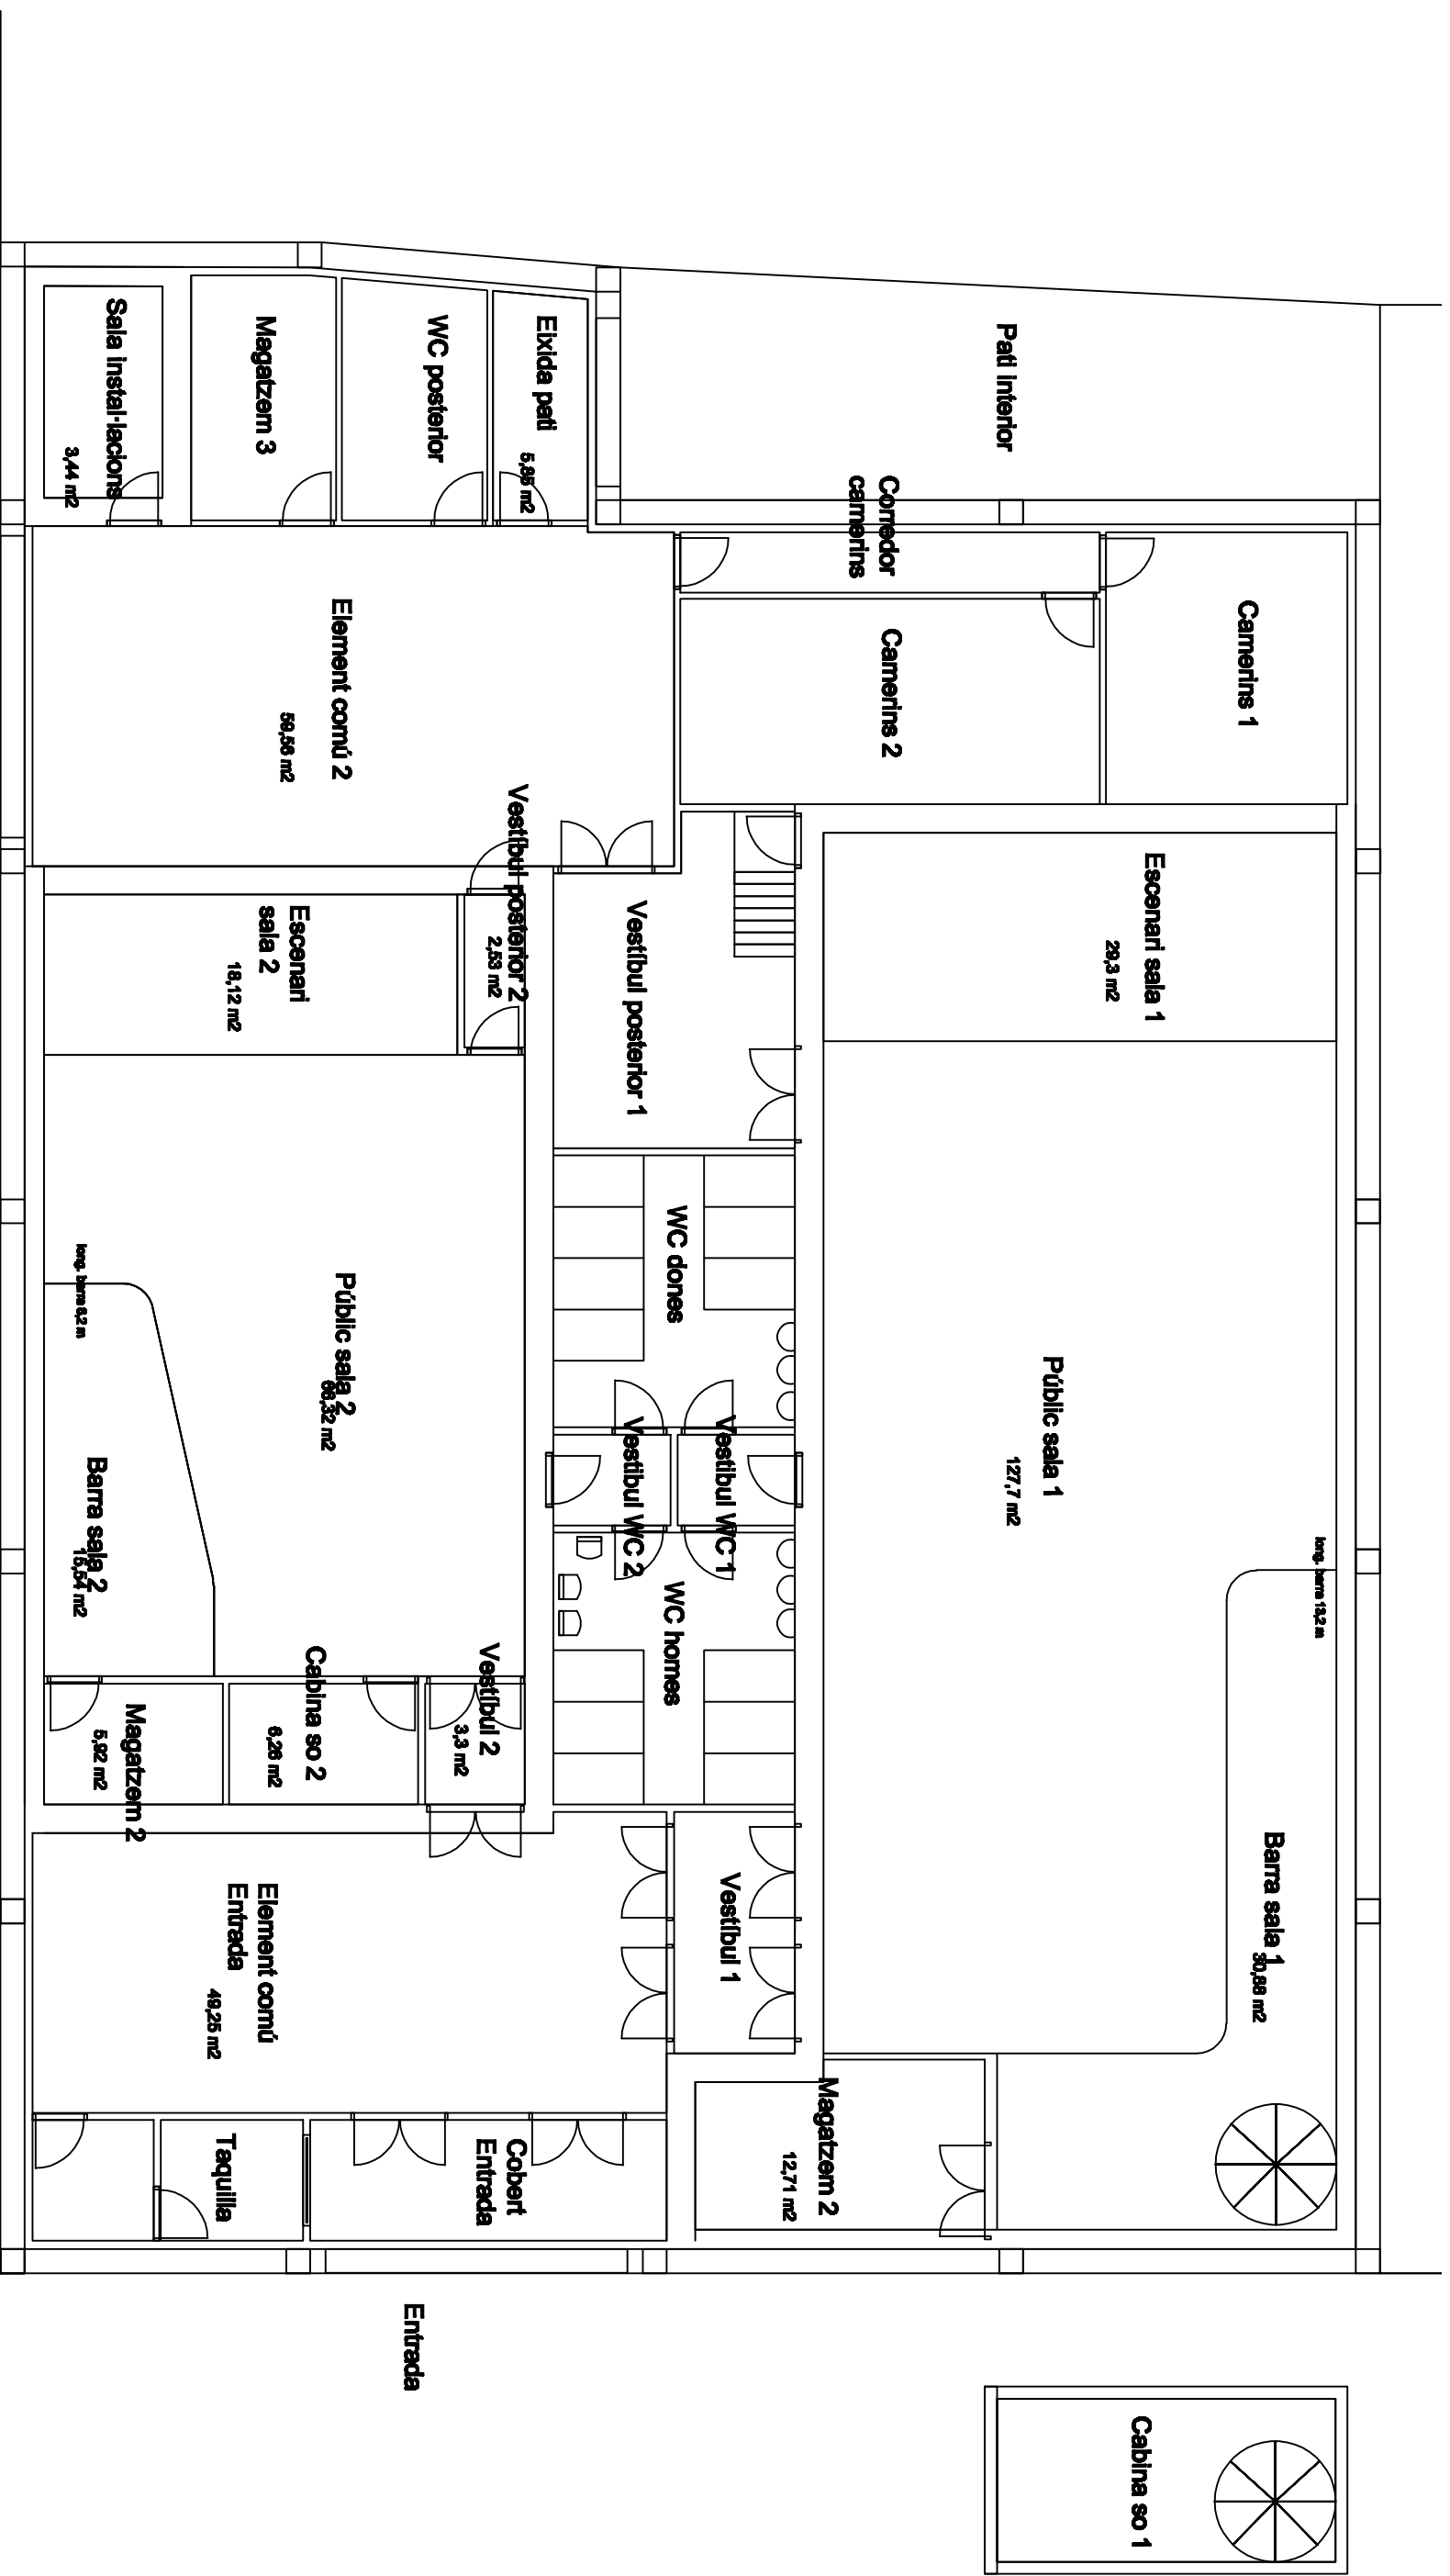 Pati interior
Camerins 1
Corredor
camerins
Camerins 2
Eixida pati
5,85 m2
WC posterior
Magatzem 3
Sala instal·lacions
3,44 m2
Element comú 2
59,56 m2
Escenari sala 1
29,3 m2
Vestíbul posterior 1
Vestíbul posterior 2
2,53 m2
Escenari
sala 2
18,12 m2
Públic sala 1
127,7 m2
long. barra 13,2 m
WC dones
Vestíbul WC 1
Vestíbul WC 2
WC homes
Públic sala 2
66,32 m2
long. barra 8,2 m
Barra sala 2
15,54 m2
Barra sala 1
30,88 m2
Vestíbul 2
3,3 m2
Cabina so 2
6,26 m2
Magatzem 2
5,92 m2
Vestíbul 1
Element comú
Entrada
49,25 m2
Magatzem 2
12,71 m2
Cobert
Entrada
Taquilla
Entrada
Cabina so 1